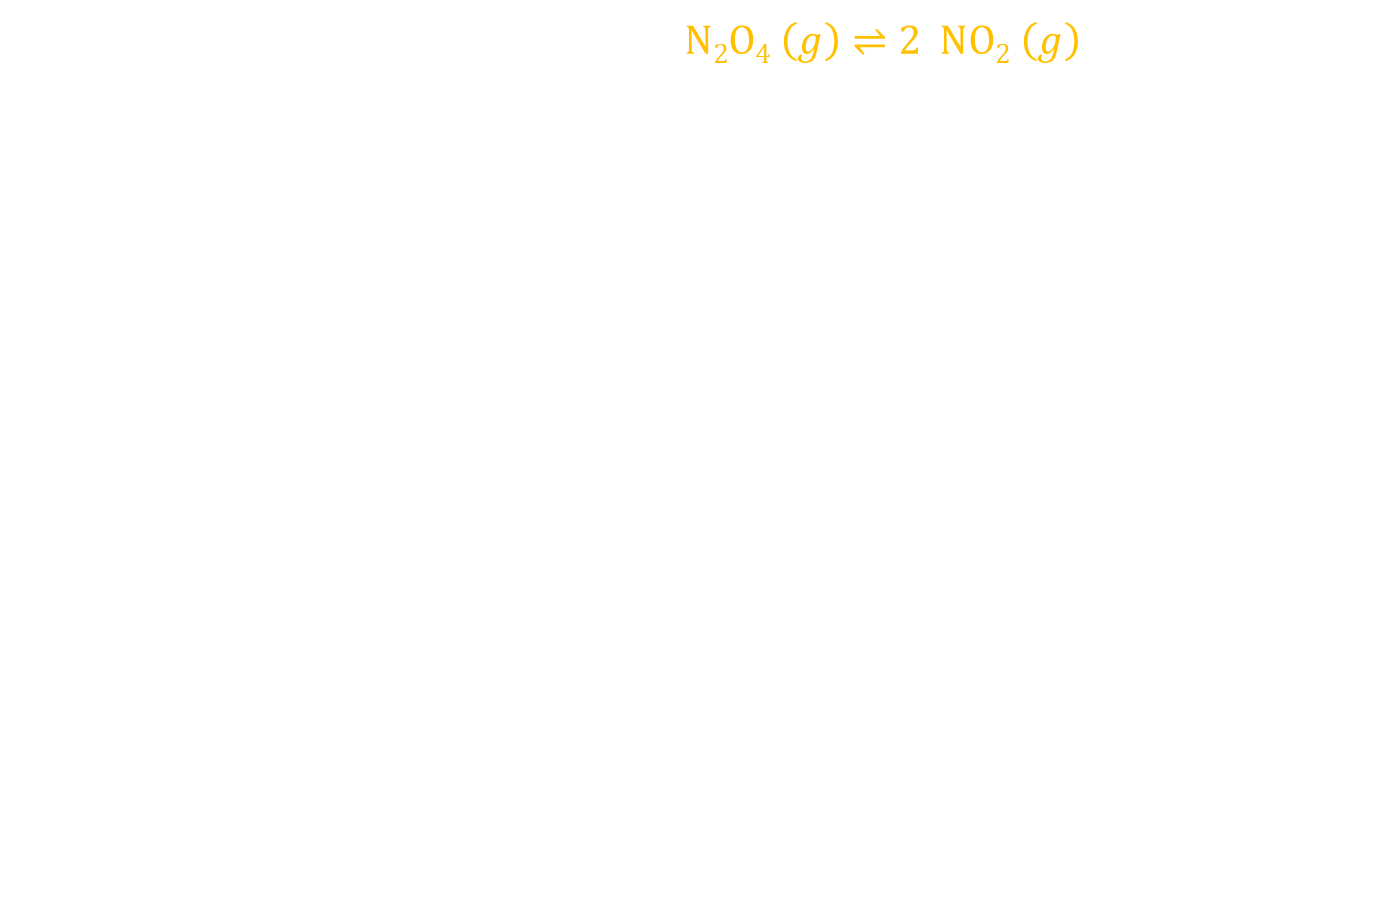 N₂O₄ (g) ⇌ 2 NO₂ (g)